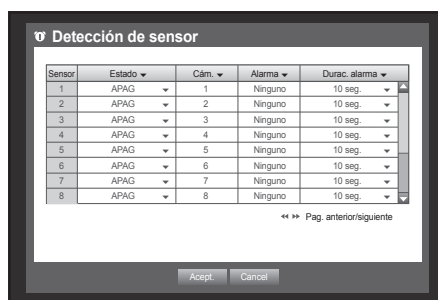 Detección de sensor
Sensor Estado Cám. Alarma Durac. alarma
1 APAG 1 Ninguno 10 seg.
2 APAG 2 Ninguno 10 seg.
3 APAG 3 Ninguno 10 seg.
4 APAG 4 Ninguno 10 seg.
5 APAG 5 Ninguno 10 seg.
6 APAG 6 Ninguno 10 seg.
7 APAG 7 Ninguno 10 seg.
8 APAG 8 Ninguno 10 seg.
Pag. anterior/siguiente
Acept. Cancel